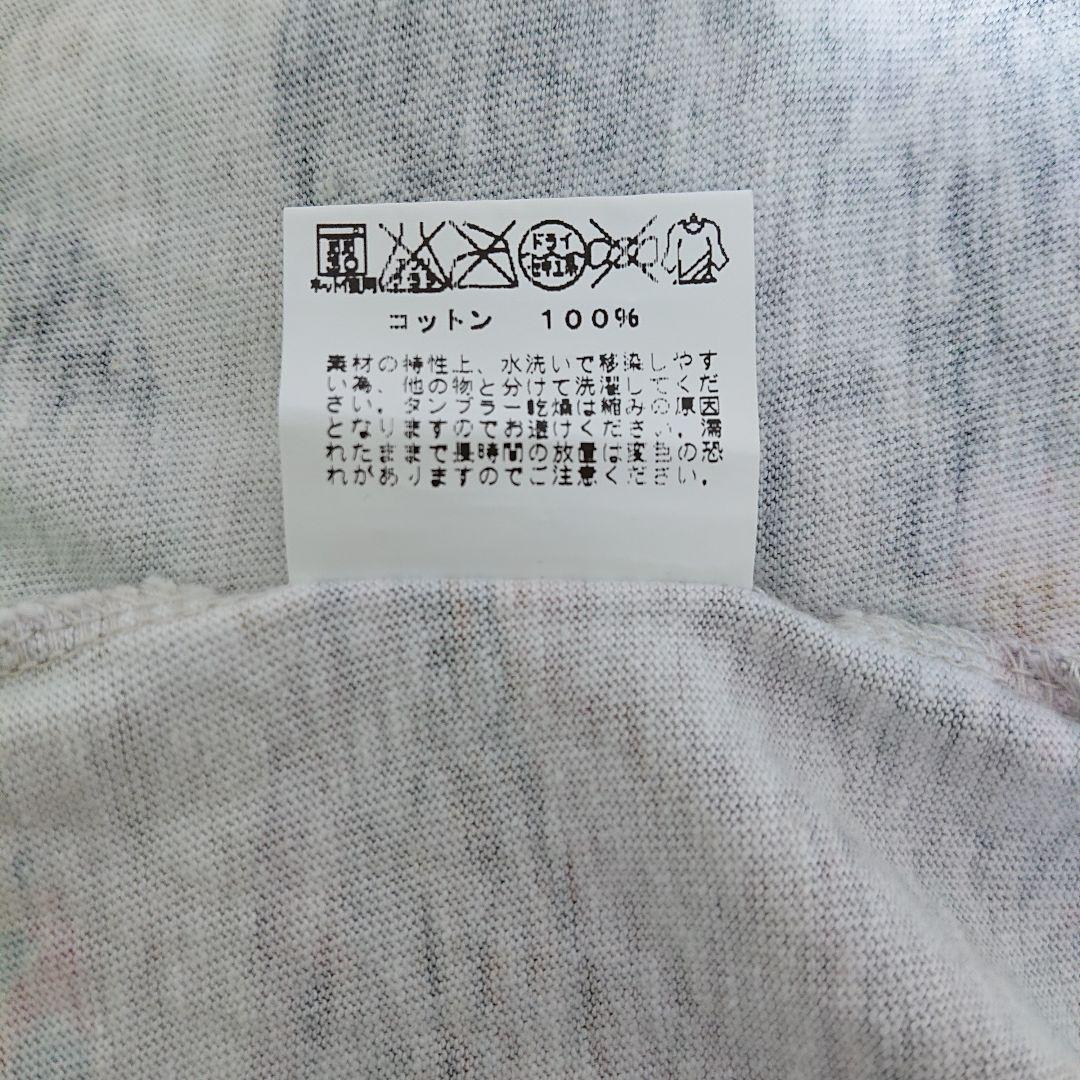 ネット使用 ドライ セキユ系
コットン 100%
素材の特性上、水洗いで移染しやす
い為、他の物と分けて洗濯してくだ
さい。タンブラー乾燥は縮みの原因
となりますのでお避けください。濡
れたままで長時間の放置は変色の恐
れがありますのでご注意ください。